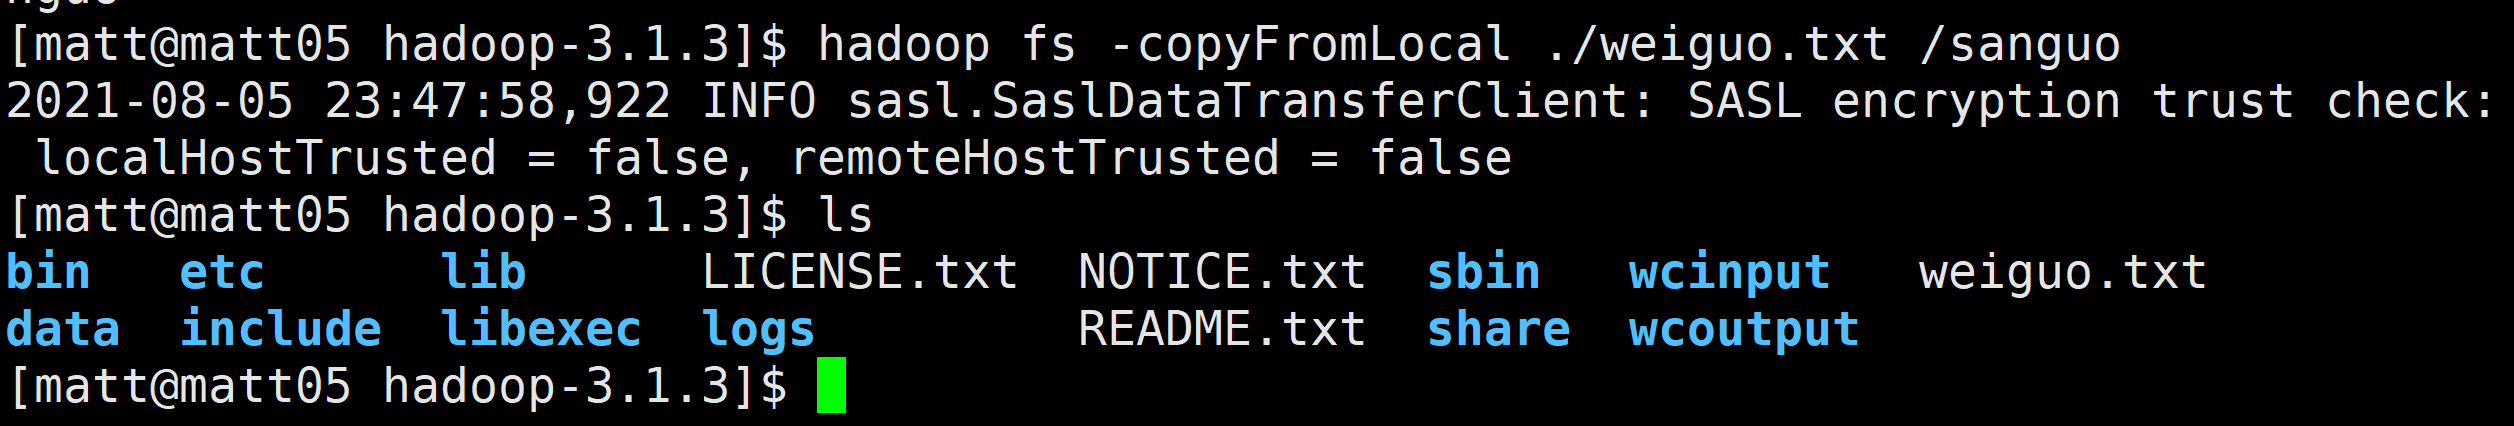 [matt@matt05 hadoop-3.1.3]$ hadoop fs -copyFromLocal ./weiguo.txt /sanguo
2021-08-05 23:47:58,922 INFO sasl.SaslDataTransferClient: SASL encryption trust check:
 localHostTrusted = false, remoteHostTrusted = false
[matt@matt05 hadoop-3.1.3]$ ls
bin   etc      lib      LICENSE.txt  NOTICE.txt  sbin   wcinput   weiguo.txt
data  include  libexec  logs         README.txt  share  wcoutput
[matt@matt05 hadoop-3.1.3]$